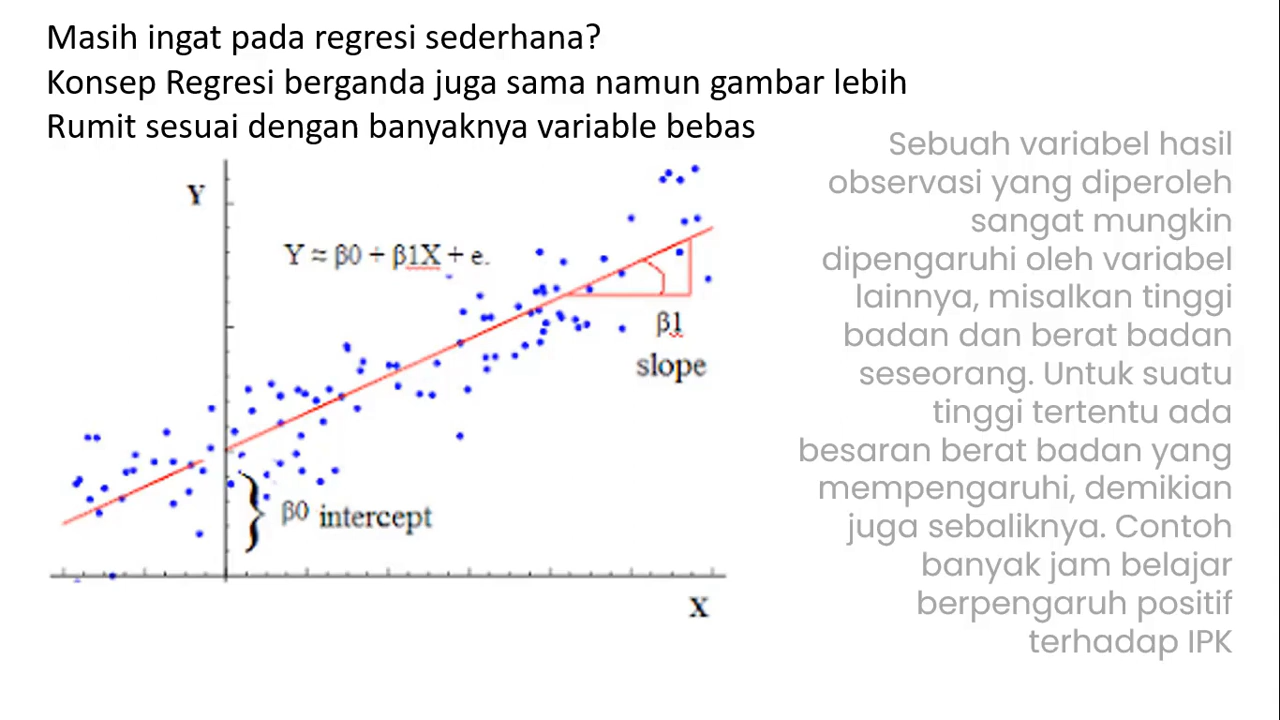 Masih ingat pada regresi sederhana?
Konsep Regresi berganda juga sama namun gambar lebih
Rumit sesuai dengan banyaknya variable bebas
Sebuah variabel hasil
observasi yang diperoleh
sangat mungkin
dipengaruhi oleh variabel
lainnya, misalkan tinggi
badan dan berat badan
seseorang. Untuk suatu
tinggi tertentu ada
besaran berat badan yang
mempengaruhi, demikian
juga sebaliknya. Contoh
banyak jam belajar
berpengaruh positif
terhadap IPK
Y
Y ≈ β0 + β1X + e.
β1
slope
β0 intercept
X